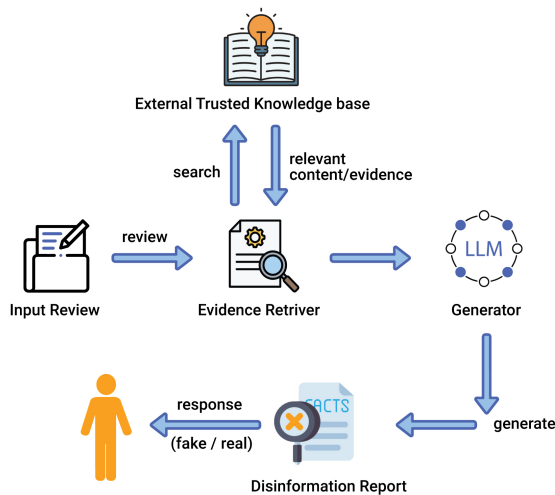 External Trusted Knowledge base
search
relevant
content/evidence
review
LLM
Input Review
Evidence Retriver
Generator
FACTS
response
(fake / real)
generate
Disinformation Report